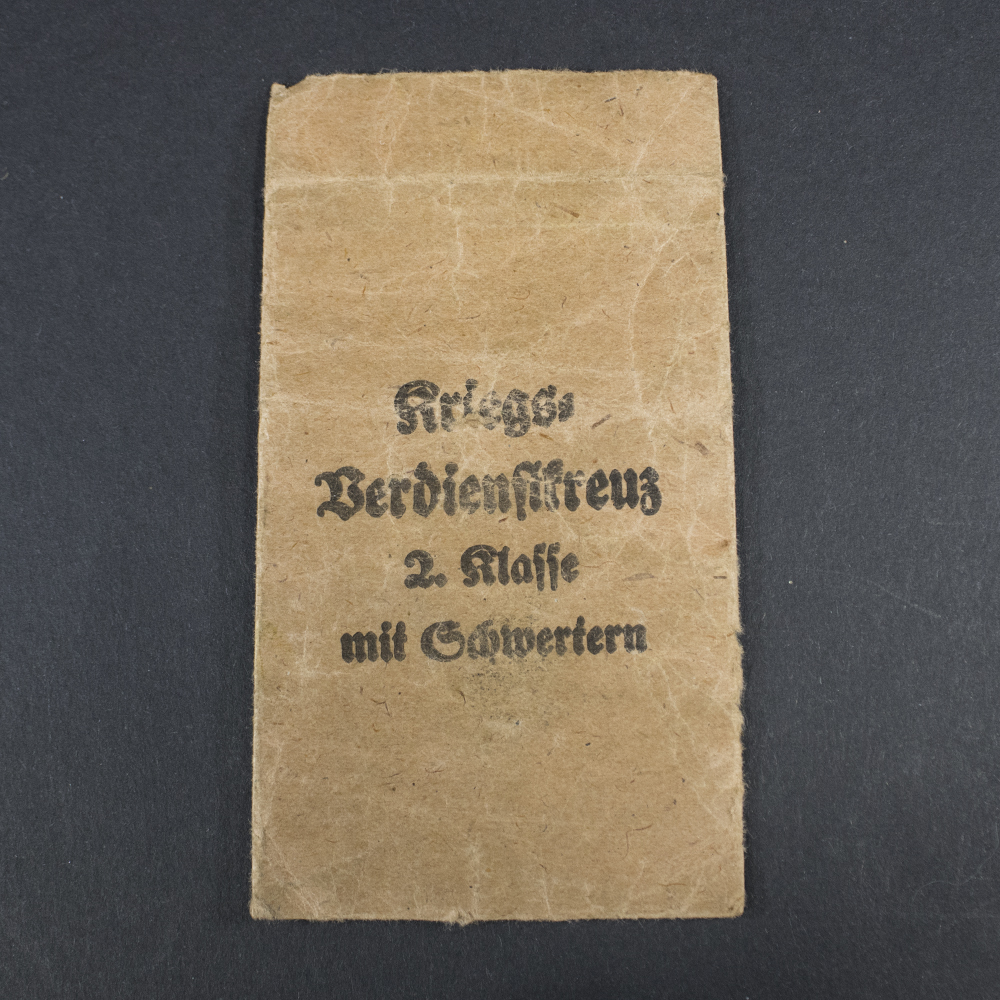 Kriegs-
Verdienstkreuz
2. Klasse
mit Schwertern